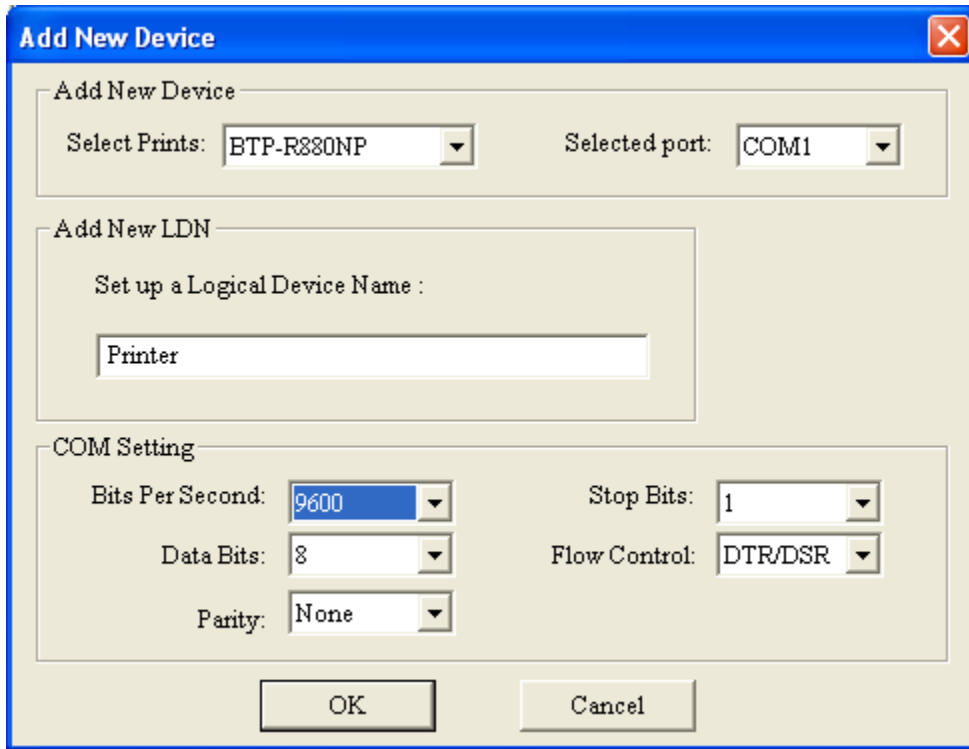 Add New Device
Add New Device
Select Prints: BTP-R880NP Selected port: COM1
Add New LDN
Set up a Logical Device Name :
Printer
COM Setting
Bits Per Second: 9600 Stop Bits: 1
Data Bits: 8 Flow Control: DTR/DSR
Parity: None
OK Cancel